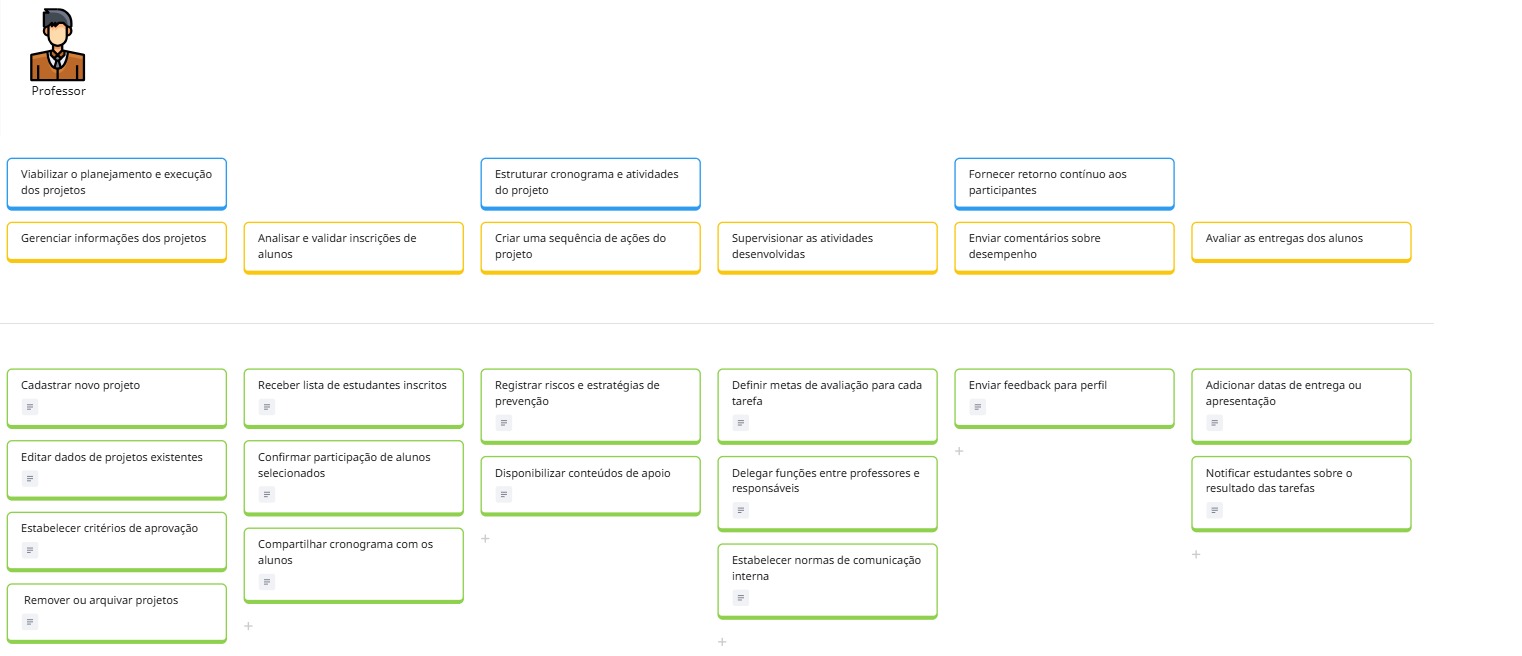 Professor
Viabilizar o planejamento e execução
dos projetos
Estruturar cronograma e atividades
do projeto
Fornecer retorno contínuo aos
participantes
Gerenciar informações dos projetos
Analisar e validar inscrições de
alunos
Criar uma sequência de ações do
projeto
Supervisionar as atividades
desenvolvidas
Enviar comentários sobre
desempenho
Avaliar as entregas dos alunos
Cadastrar novo projeto
Editar dados de projetos existentes
Estabelecer critérios de aprovação
Remover ou arquivar projetos
Receber lista de estudantes inscritos
Confirmar participação de alunos
selecionados
Compartilhar cronograma com os
alunos
+
Registrar riscos e estratégias de
prevenção
Disponibilizar conteúdos de apoio
+
Definir metas de avaliação para cada
tarefa
Delegar funções entre professores e
responsáveis
Estabelecer normas de comunicação
interna
+
Enviar feedback para perfil
+
Adicionar datas de entrega ou
apresentação
Notificar estudantes sobre o
resultado das tarefas
+